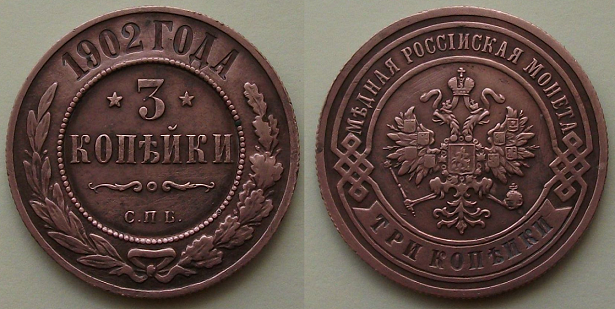 1902 ГОДА
3
КОПѢЙКИ
С.П.Б.
МѢДНАЯ РОССІЙСКАЯ МОНЕТА
ТРИ КОПѢЙКИ